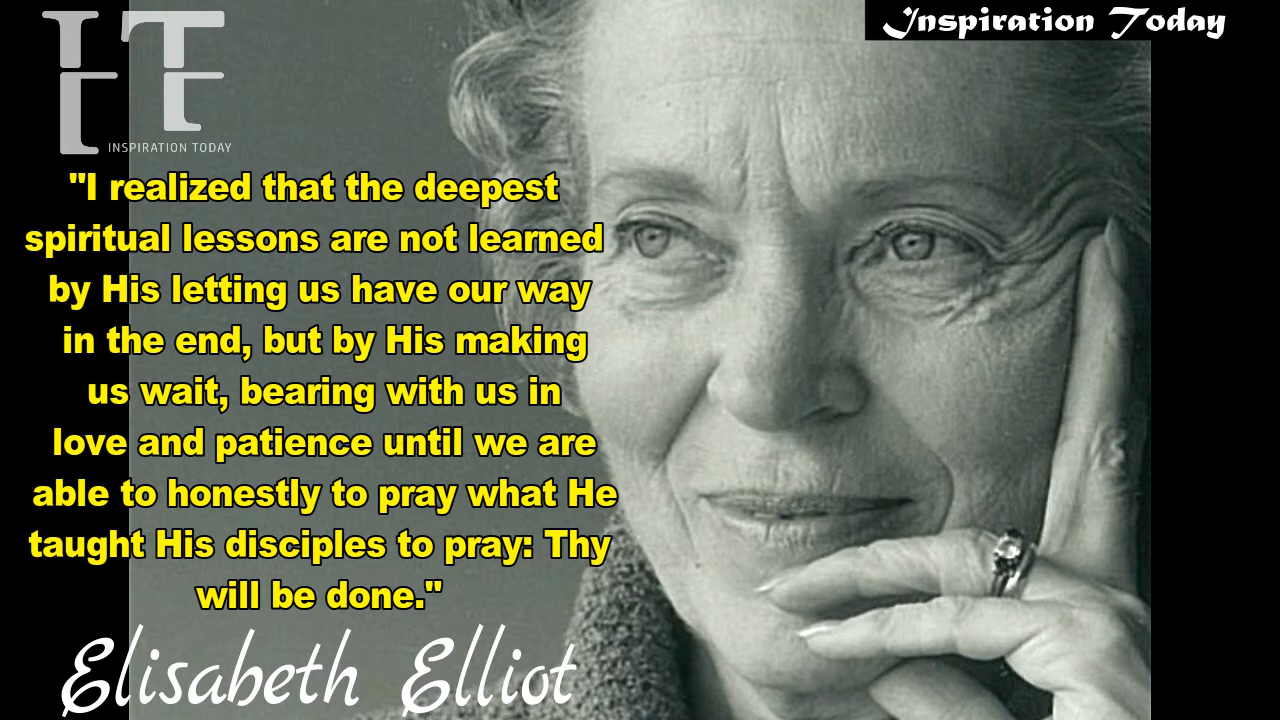 Inspiration Today
INSPIRATION TODAY
"I realized that the deepest
spiritual lessons are not learned
by His letting us have our way
in the end, but by His making
us wait, bearing with us in
love and patience until we are
able to honestly to pray what He
taught His disciples to pray: Thy
will be done."
Elisabeth Elliot